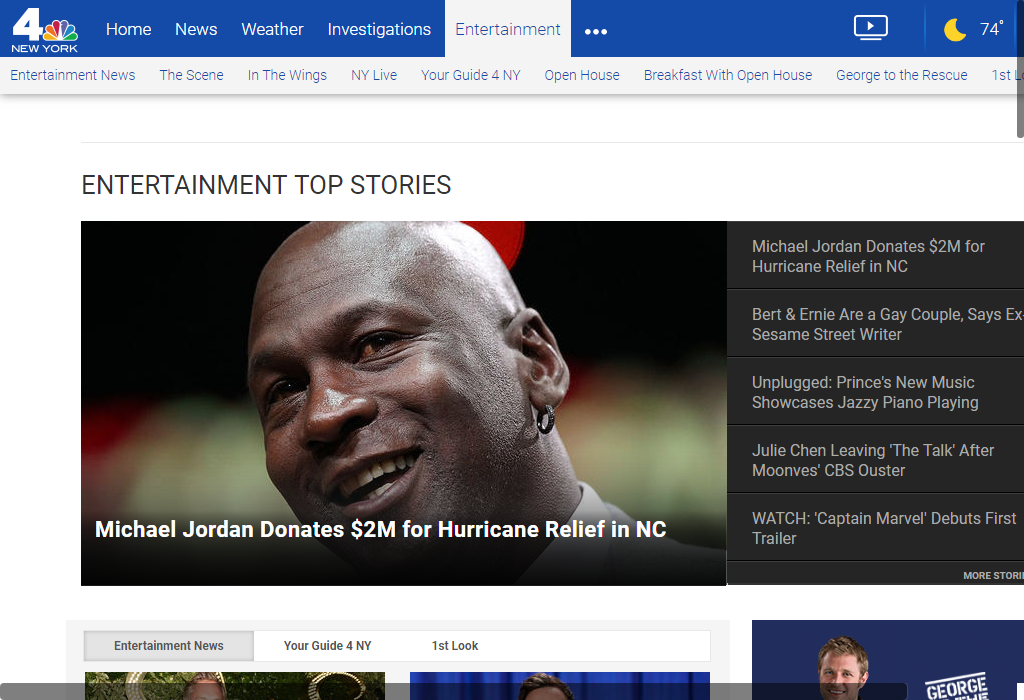 4
NEW YORK
Home News Weather Investigations Entertainment
74°
Entertainment News The Scene In The Wings NY Live Your Guide 4 NY Open House Breakfast With Open House George to the Rescue 1st L
ENTERTAINMENT TOP STORIES
Michael Jordan Donates $2M for Hurricane Relief in NC
Michael Jordan Donates $2M for
Hurricane Relief in NC
Bert & Ernie Are a Gay Couple, Says Ex-
Sesame Street Writer
Unplugged: Prince's New Music
Showcases Jazzy Piano Playing
Julie Chen Leaving 'The Talk' After
Moonves' CBS Ouster
WATCH: 'Captain Marvel' Debuts First
Trailer
MORE STORI
Entertainment News Your Guide 4 NY 1st Look
GEORGE